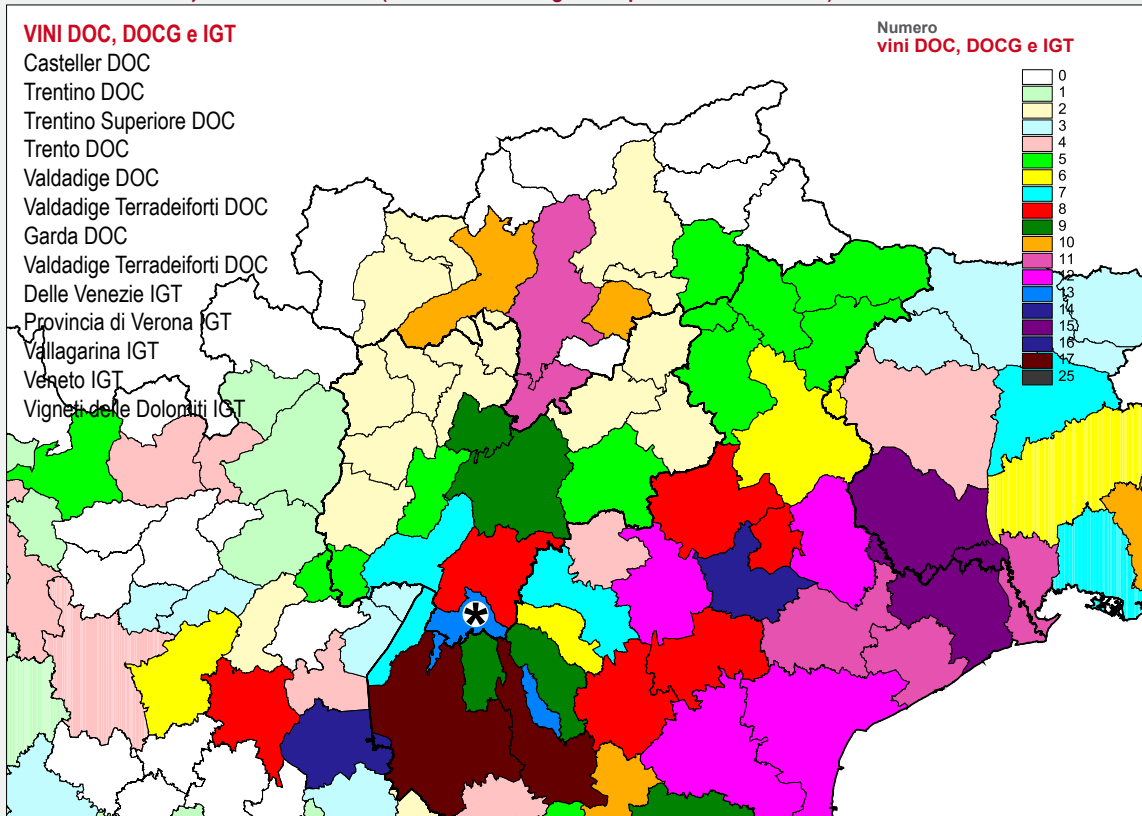 VINI DOC, DOCG e IGT
Casteller DOC
Trentino DOC
Trentino Superiore DOC
Trento DOC
Valdadige DOC
Valdadige Terradeiforti DOC
Garda DOC
Valdadige Terradeiforti DOC
Delle Venezie IGT
Provincia di Verona IGT
Vallagarina IGT
Veneto IGT
Vigneti delle Dolomiti IGT
Numero
vini DOC, DOCG e IGT
0
1
2
3
4
5
6
7
8
9
10
11
12
13
14
15
16
17
25
*